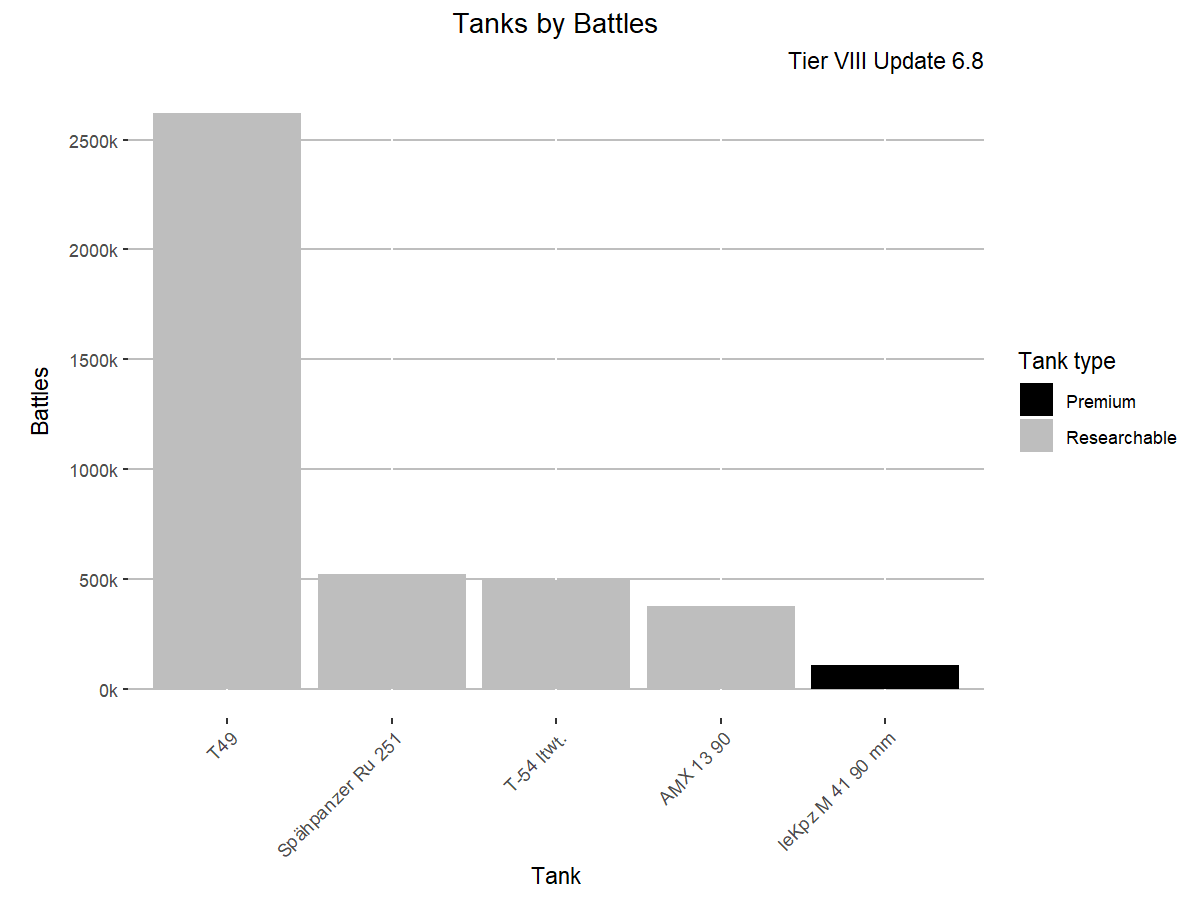 Tanks by Battles
Tier VIII Update 6.8
2500k
2000k
1500k
1000k
500k
0k
Battles
T49
Spähpanzer Ru 251
T-54 ltwt.
AMX 13 90
leKpz M 41 90 mm
Tank
Tank type
Premium
Researchable